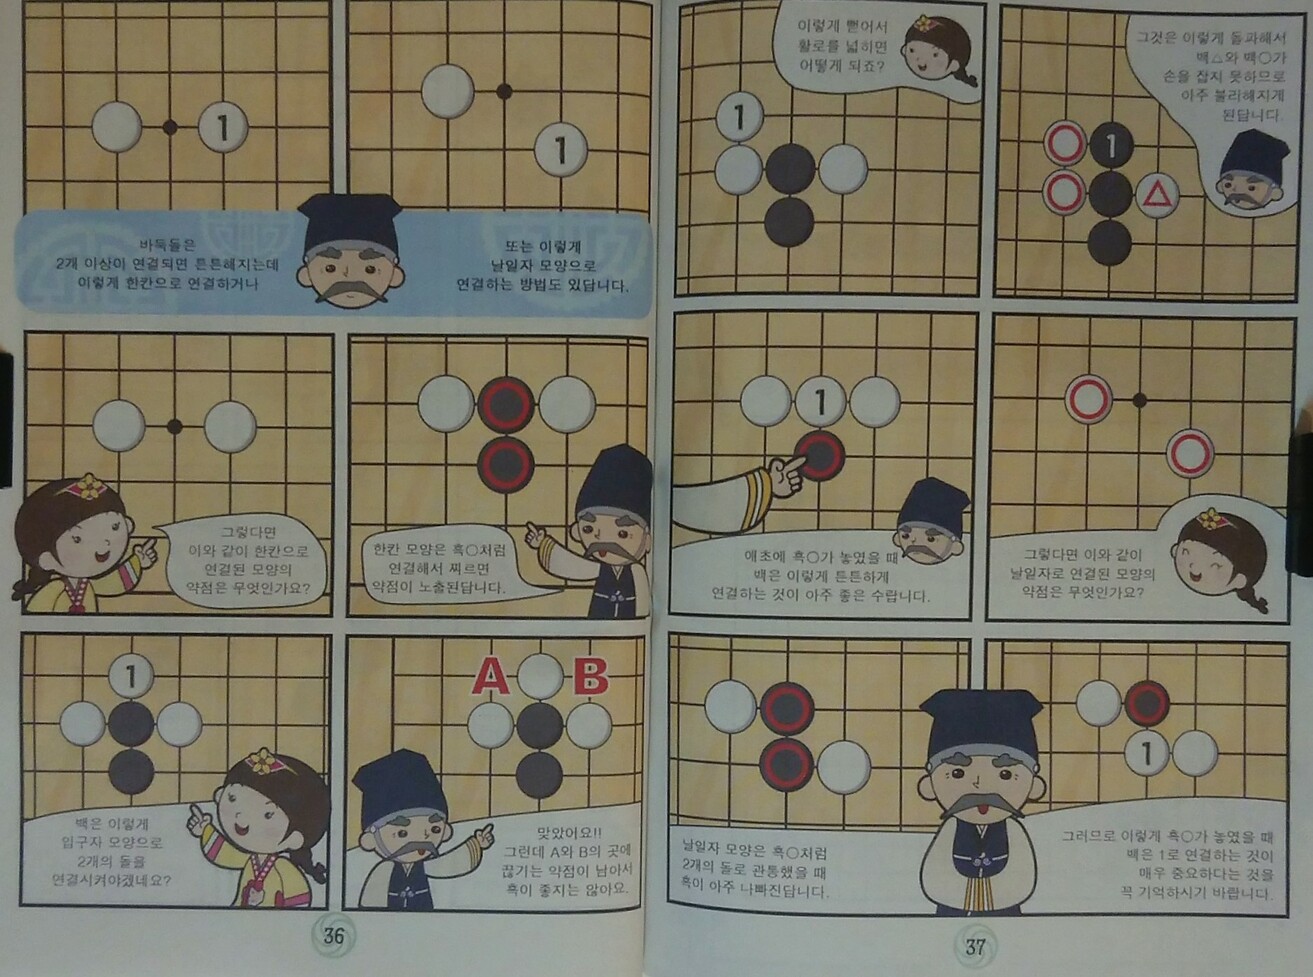 1
1
바둑들은
2개 이상이 연결되면 튼튼해지는데
이렇게 한칸으로 연결하거나
또는 이렇게
날일자 모양으로
연결하는 방법도 있답니다.
그렇다면
이와 같이 한칸으로
연결된 모양의
약점은 무엇인가요?
한칸 모양은 흑○처럼
연결해서 찌르면
약점이 노출된답니다.
1
백은 이렇게
입구자 모양으로
2개의 돌을
연결시켜야겠네요?
A B
맞았어요!!
그런데 A와 B의 곳에
끊기는 약점이 남아서
흑이 좋지는 않아요.
36
이렇게 뻗어서
활로를 넓히면
어떻게 되죠?
1
그것은 이렇게 돌파해서
백△와 백○가
손을 잡지 못하므로
아주 불리해지게
된답니다.
1
1
애초에 흑○가 놓였을 때
백은 이렇게 튼튼하게
연결하는 것이 아주 좋은 수랍니다.
그렇다면 이와 같이
날일자로 연결된 모양의
약점은 무엇인가요?
날일자 모양은 흑○처럼
2개의 돌로 관통했을 때
흑이 아주 나빠진답니다.
1
그러므로 이렇게 흑○가 놓였을 때
백은 1로 연결하는 것이
매우 중요하다는 것을
꼭 기억하시기 바랍니다.
37